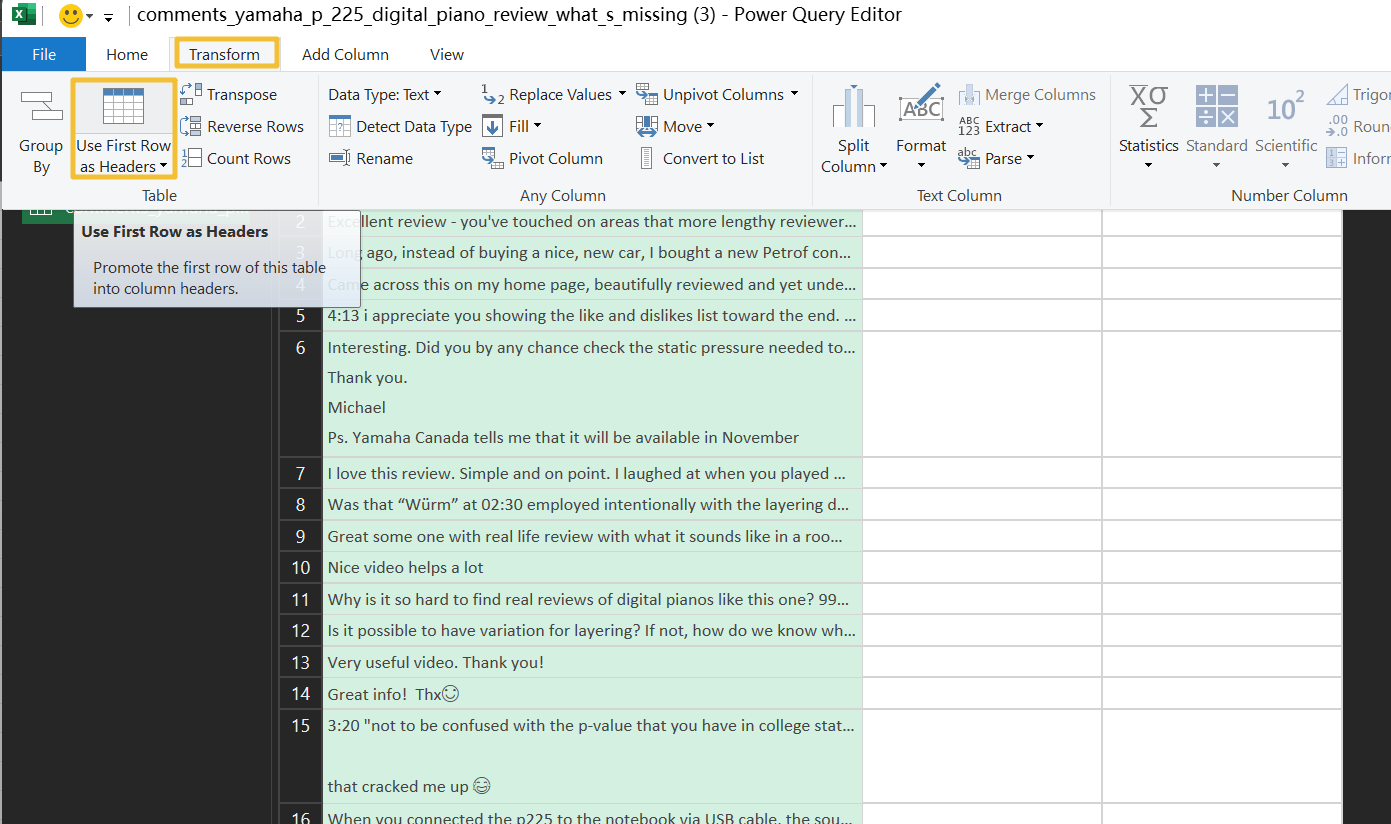 comments_yamaha_p_225_digital_piano_review_what_s_missing (3) - Power Query Editor
File Home Transform Add Column View
Group By
Use First Row as Headers
Transpose
Reverse Rows
Count Rows
Table
Data Type: Text
Detect Data Type
Rename
Replace Values
Fill
Pivot Column
Unpivot Columns
Move
Convert to List
Any Column
Split Column
Format
ABC
Merge Columns
ABC 123 Extract
abc Parse
Text Column
Statistics
Standard
10² Scientific
Trigo
Roun
Infor
Number Column
Use First Row as Headers
Promote the first row of this table
into column headers.
2 Excellent review - you've touched on areas that more lengthy reviewer...
3 Long ago, instead of buying a nice, new car, I bought a new Petrof con...
4 Came across this on my home page, beautifully reviewed and yet unde...
5 4:13 i appreciate you showing the like and dislikes list toward the end. ...
6 Interesting. Did you by any chance check the static pressure needed to...
Thank you.
Michael
Ps. Yamaha Canada tells me that it will be available in November
7 I love this review. Simple and on point. I laughed at when you played ...
8 Was that “Würm” at 02:30 employed intentionally with the layering d...
9 Great some one with real life review with what it sounds like in a roo...
10 Nice video helps a lot
11 Why is it so hard to find real reviews of digital pianos like this one? 99...
12 Is it possible to have variation for layering? If not, how do we know wh...
13 Very useful video. Thank you!
14 Great info! Thx☺
15 3:20 "not to be confused with the p-value that you have in college stat...
that cracked me up 😂
16 When you connected the p225 to the notebook via USB cable, the sou...